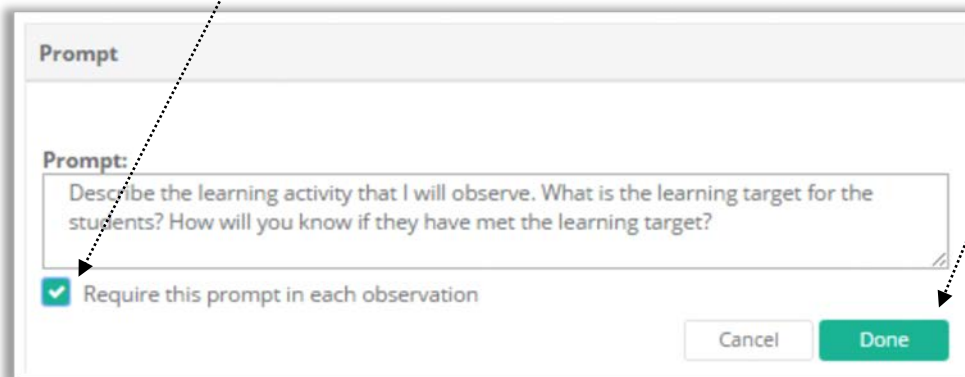 Prompt
Prompt:
Describe the learning activity that I will observe. What is the learning target for the
students? How will you know if they have met the learning target?
Require this prompt in each observation
Cancel Done